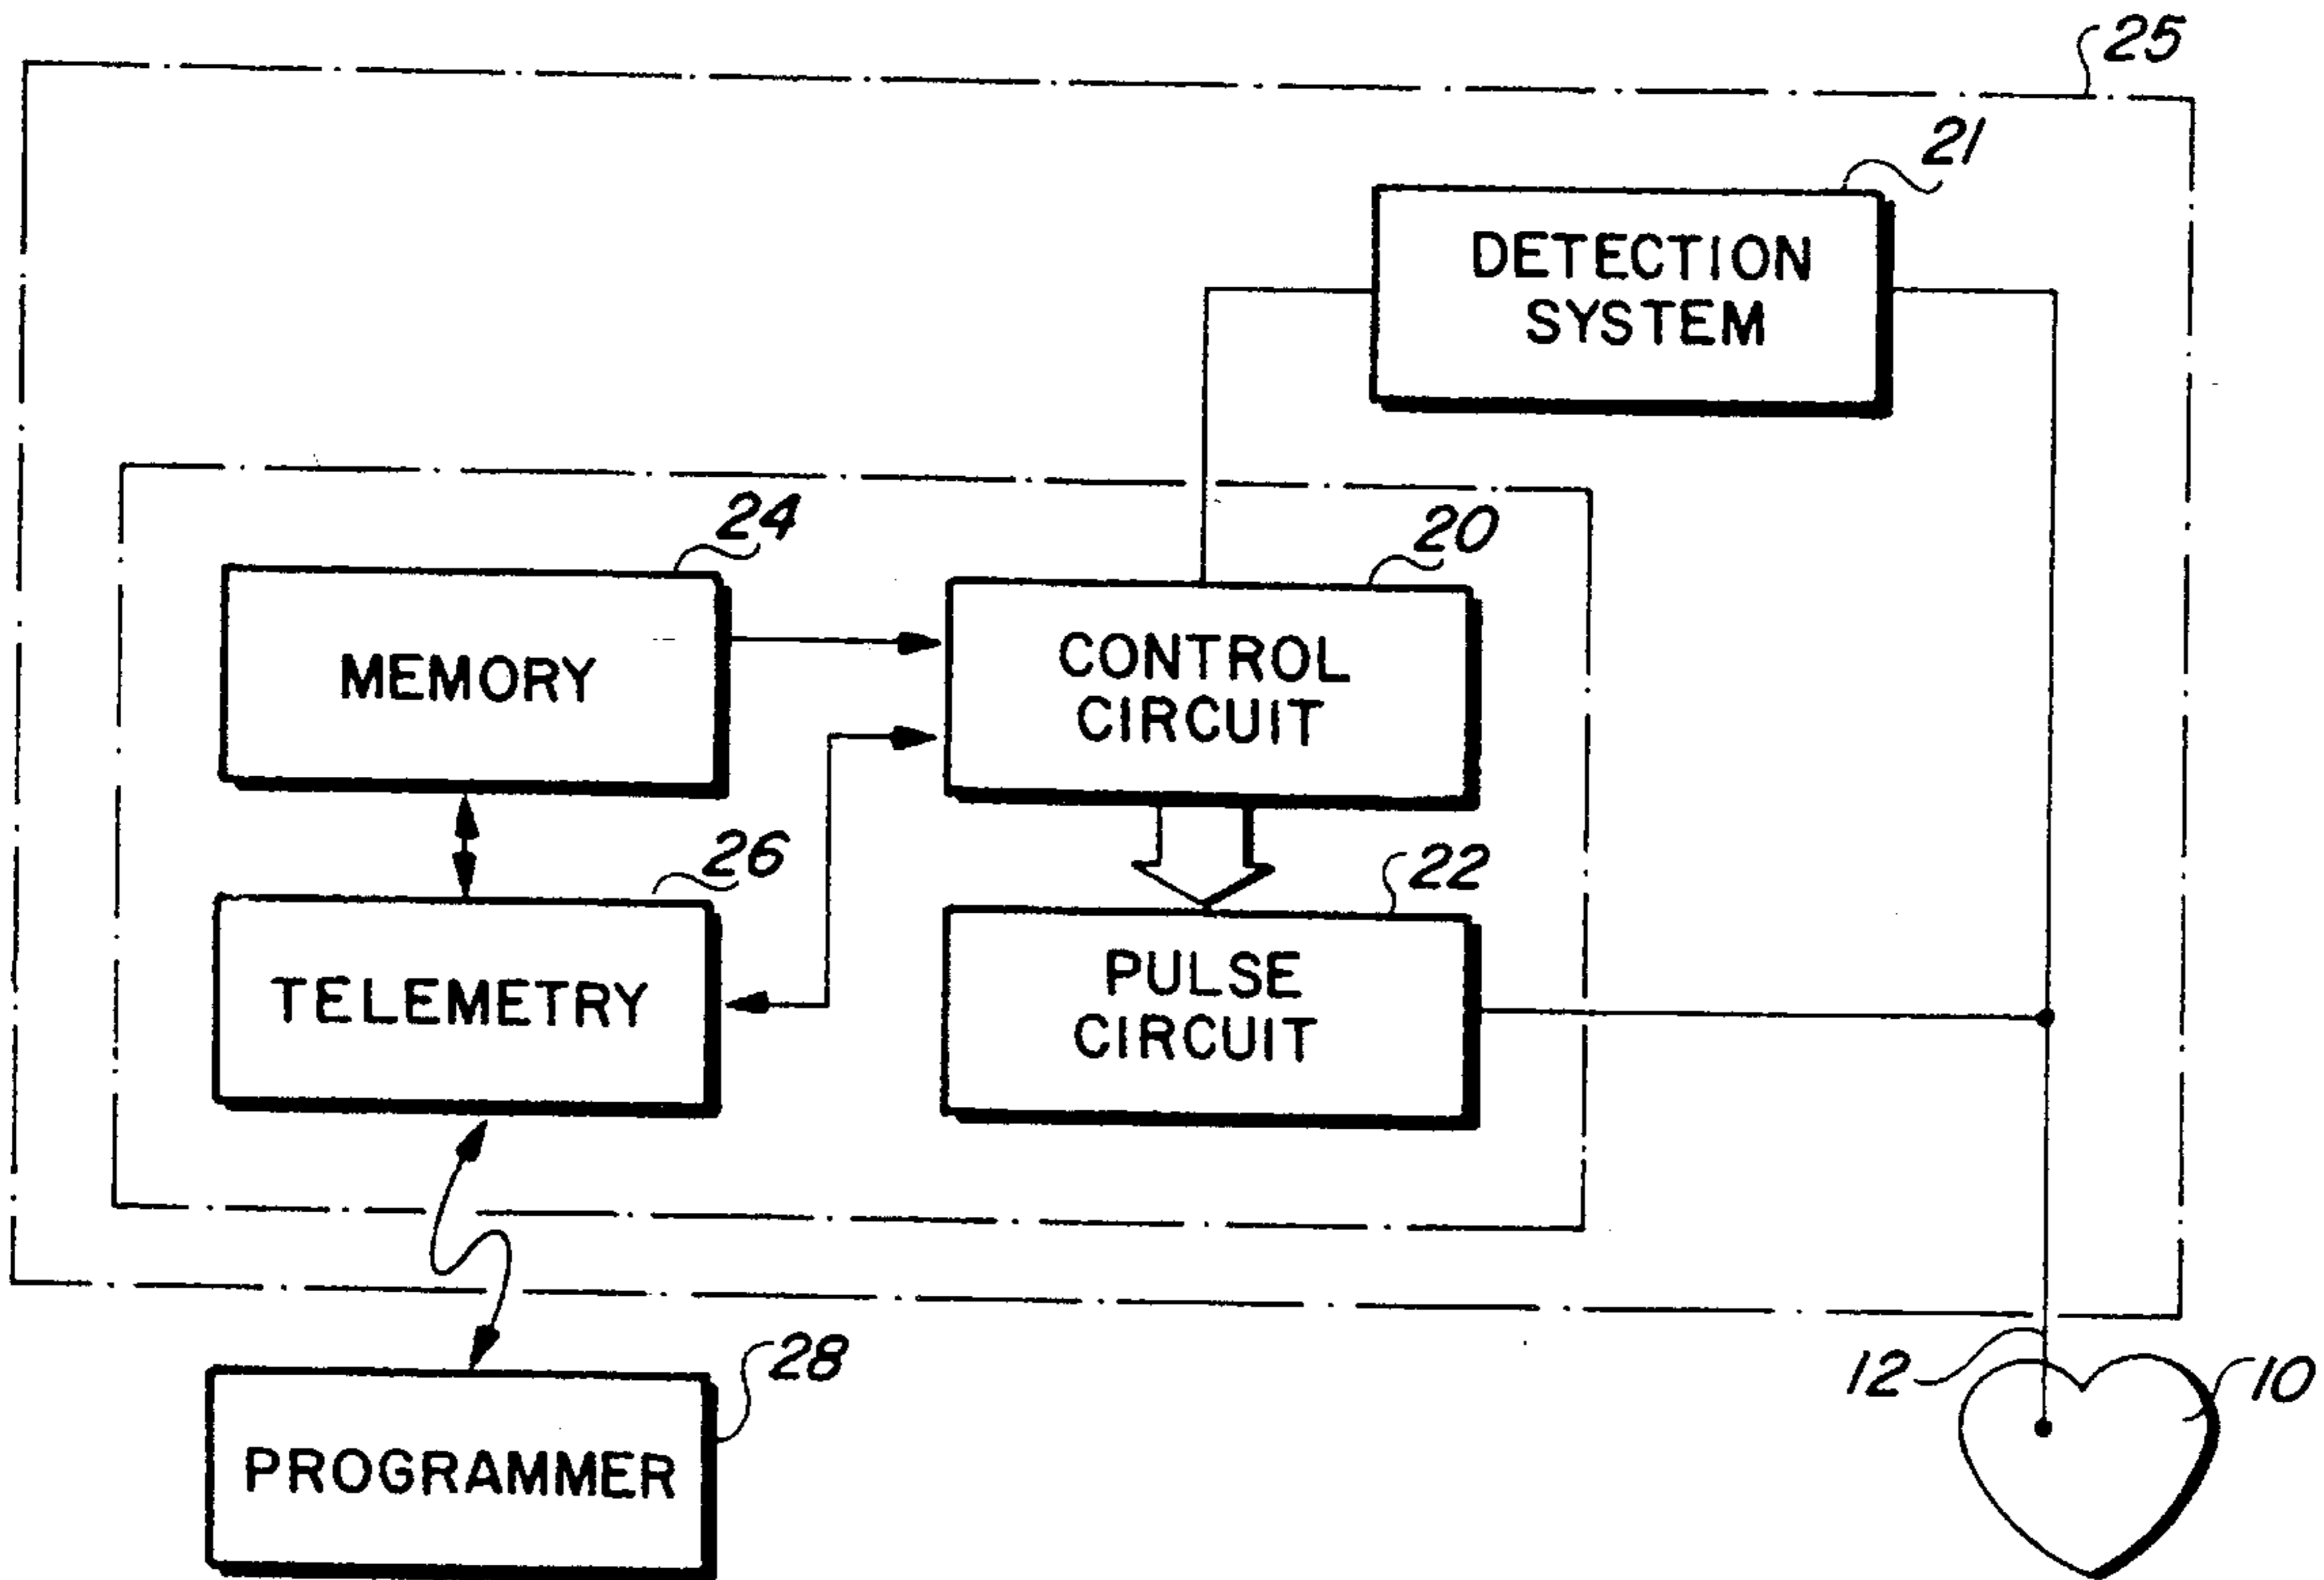 25
21
DETECTION
SYSTEM
24
20
MEMORY
CONTROL
CIRCUIT
26
22
TELEMETRY
PULSE
CIRCUIT
28
12
10
PROGRAMMER